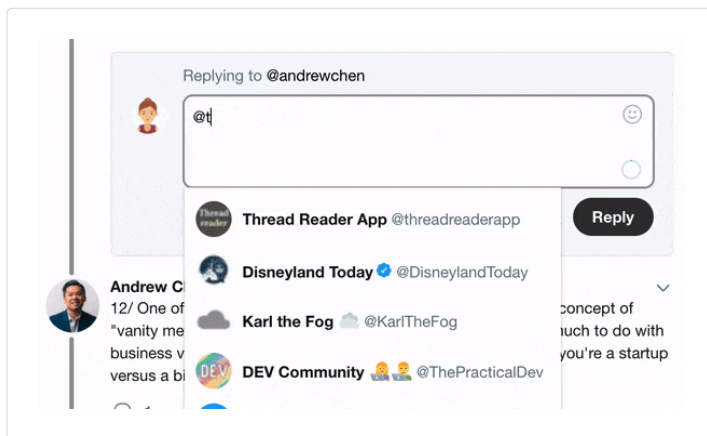 Replying to @andrewchen
@t
Thread
reader
Thread Reader App @threadreaderapp
Reply
Disneyland Today @DisneylandToday
Andrew C
12/ One of
concept of
Karl the Fog @KarlTheFog
"vanity me
much to do with
business v
you're a startup
DEV
DEV Community @ThePracticalDev
versus a bi